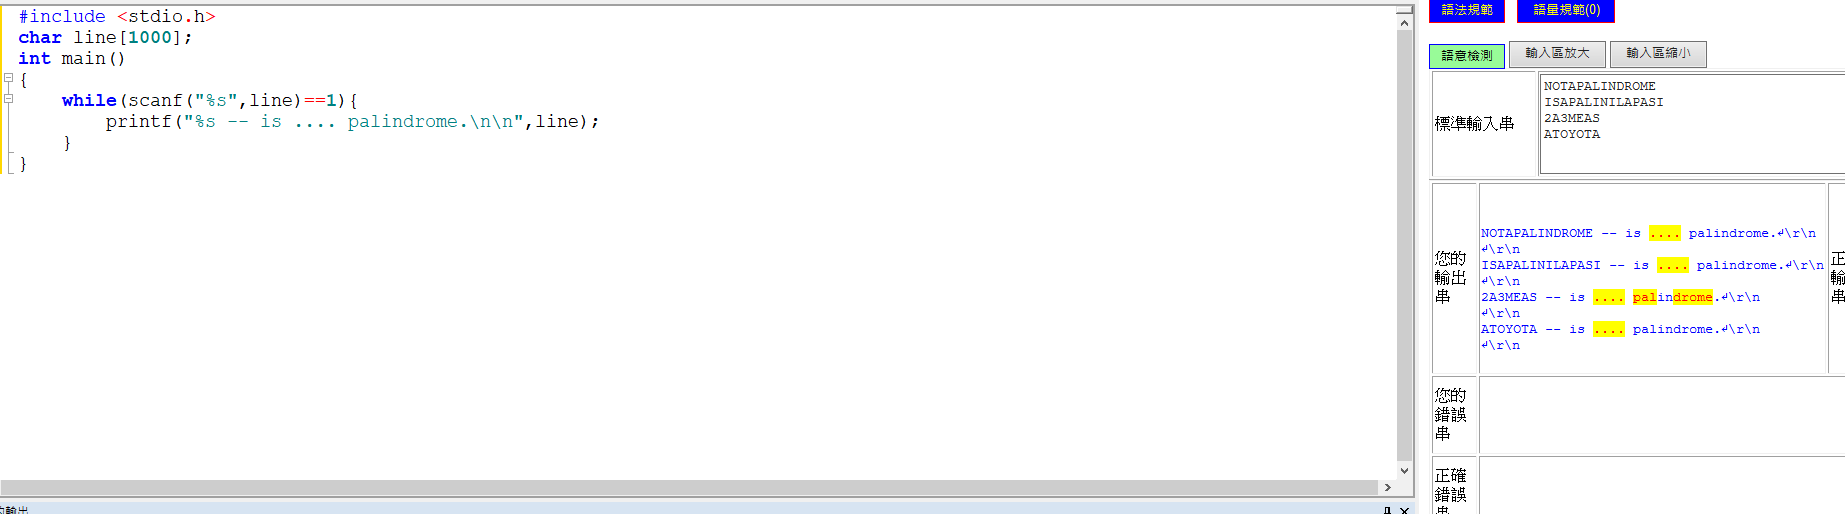 #include <stdio.h>
char line[1000];
int main()
{
    while(scanf("%s",line)==1){
        printf("%s -- is .... palindrome.\n\n",line);
    }
}
的輸出
語法規範 語量規範(0)
語意檢測 輸入區放大 輸入區縮小
標準輸入串
NOTAPALINDROME
ISAPALINILAPASI
2A3MEAS
ATOYOTA
您的
輸出
串
NOTAPALINDROME -- is .... palindrome.↲\r\n
↲\r\n
ISAPALINILAPASI -- is .... palindrome.↲\r\n
↲\r\n
2A3MEAS -- is .... palindrome.↲\r\n
↲\r\n
ATOYOTA -- is .... palindrome.↲\r\n
↲\r\n
正
輸
串
您的
錯誤
串
正確
錯誤
串